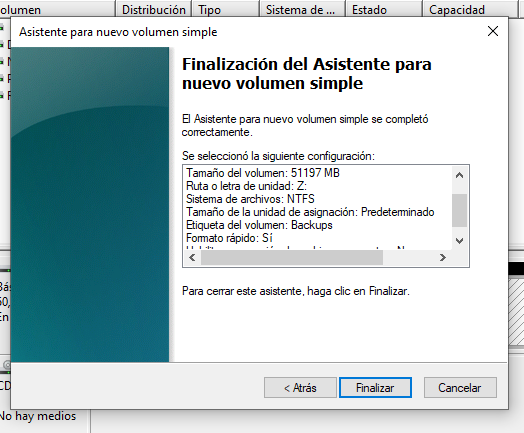 olumen Distribución Tipo Sistema de ... Estado Capacidad
Asistente para nuevo volumen simple
Finalización del Asistente para
nuevo volumen simple
El Asistente para nuevo volumen simple se completó
correctamente.
Se seleccionó la siguiente configuración:
Tamaño del volumen: 51197 MB
Ruta o letra de unidad: Z:
Sistema de archivos: NTFS
Tamaño de la unidad de asignación: Predeterminado
Etiqueta del volumen: Backups
Formato rápido: Sí
Para cerrar este asistente, haga clic en Finalizar.
< Atrás Finalizar Cancelar
Bás
En
CD
No hay medios